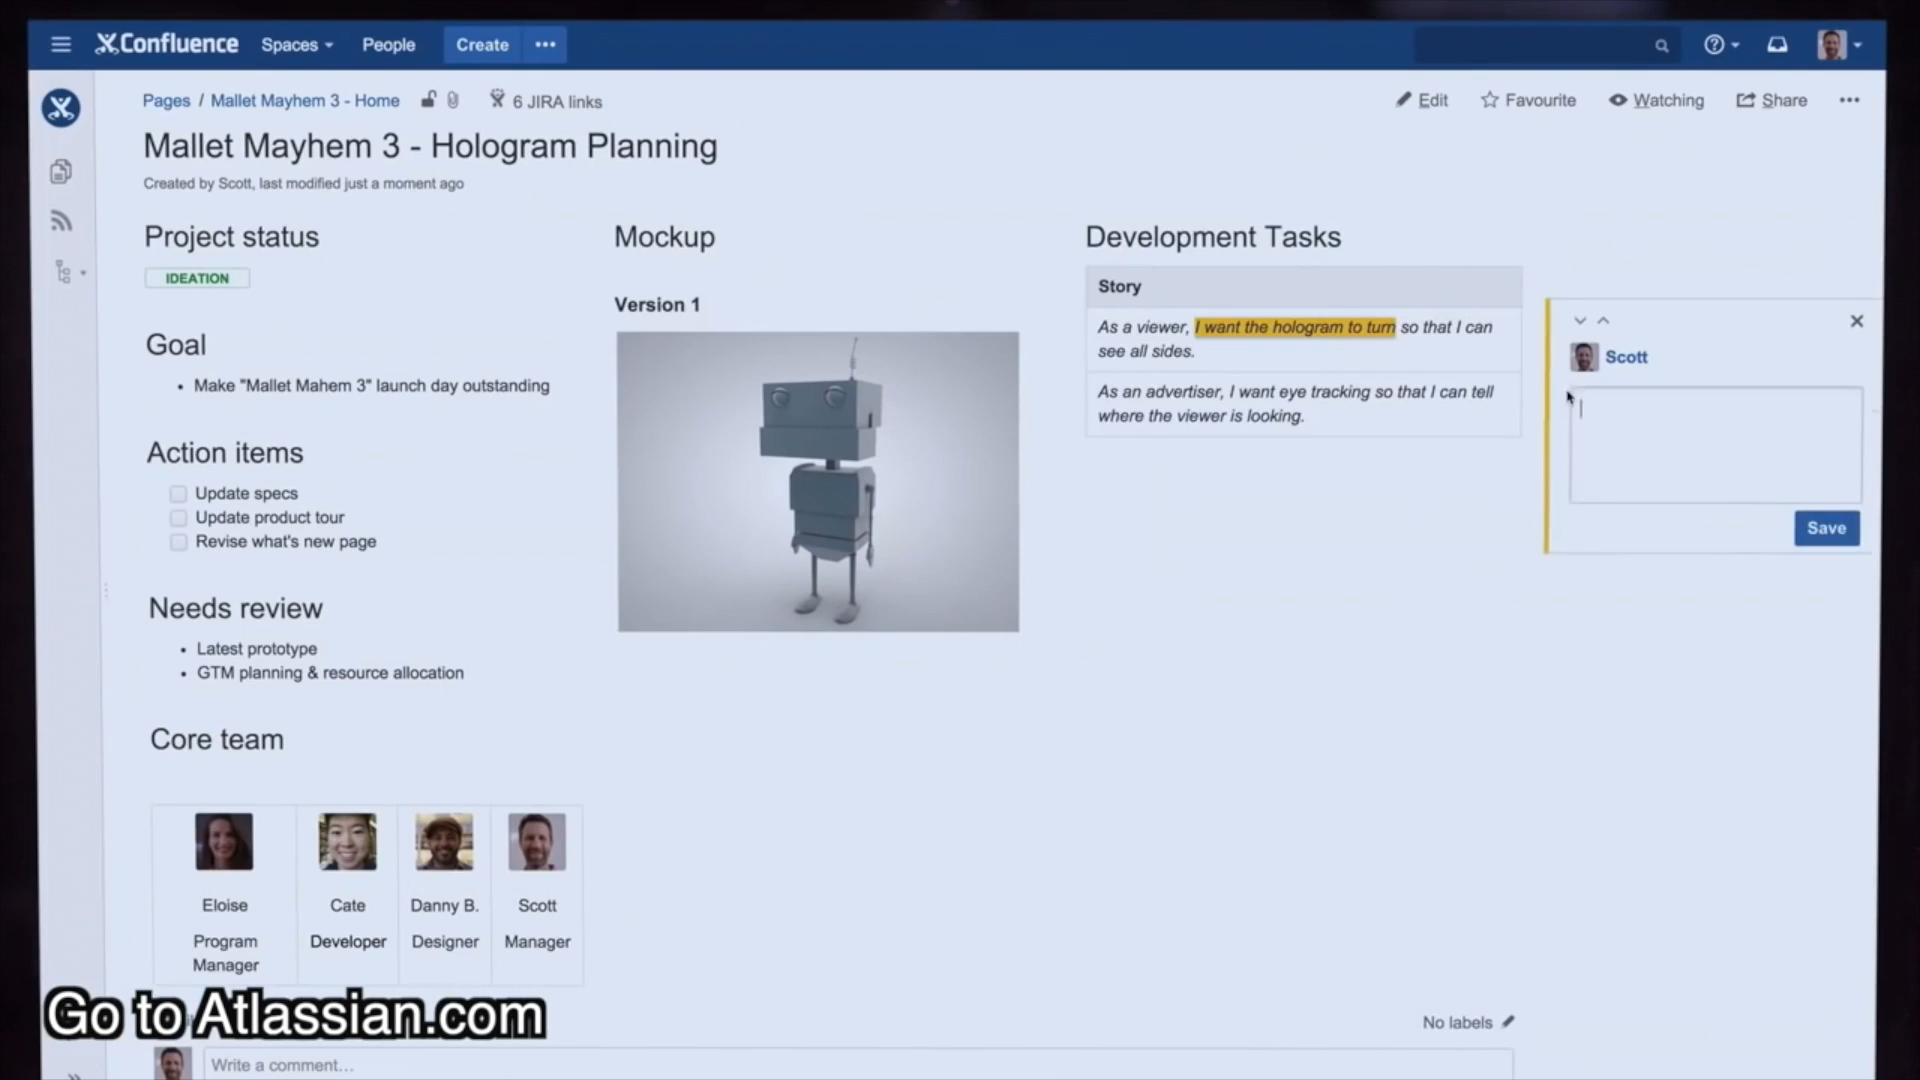 Confluence
Spaces
People
Create
Pages / Mallet Mayhem 3 - Home
6 JIRA links
Edit
Favourite
Watching
Share
Mallet Mayhem 3 - Hologram Planning
Created by Scott, last modified just a moment ago
Project status
IDEATION
Goal
Make "Mallet Mahem 3" launch day outstanding
Action items
Update specs
Update product tour
Revise what's new page
Needs review
Latest prototype
GTM planning & resource allocation
Core team
Eloise
Program
Manager
Cate
Developer
Danny B.
Designer
Scott
Manager
Mockup
Version 1
Development Tasks
Story
As a viewer, I want the hologram to turn so that I can
see all sides.
As an advertiser, I want eye tracking so that I can tell
where the viewer is looking.
Scott
Save
Go to Atlassian.com
No labels
Write a comment...